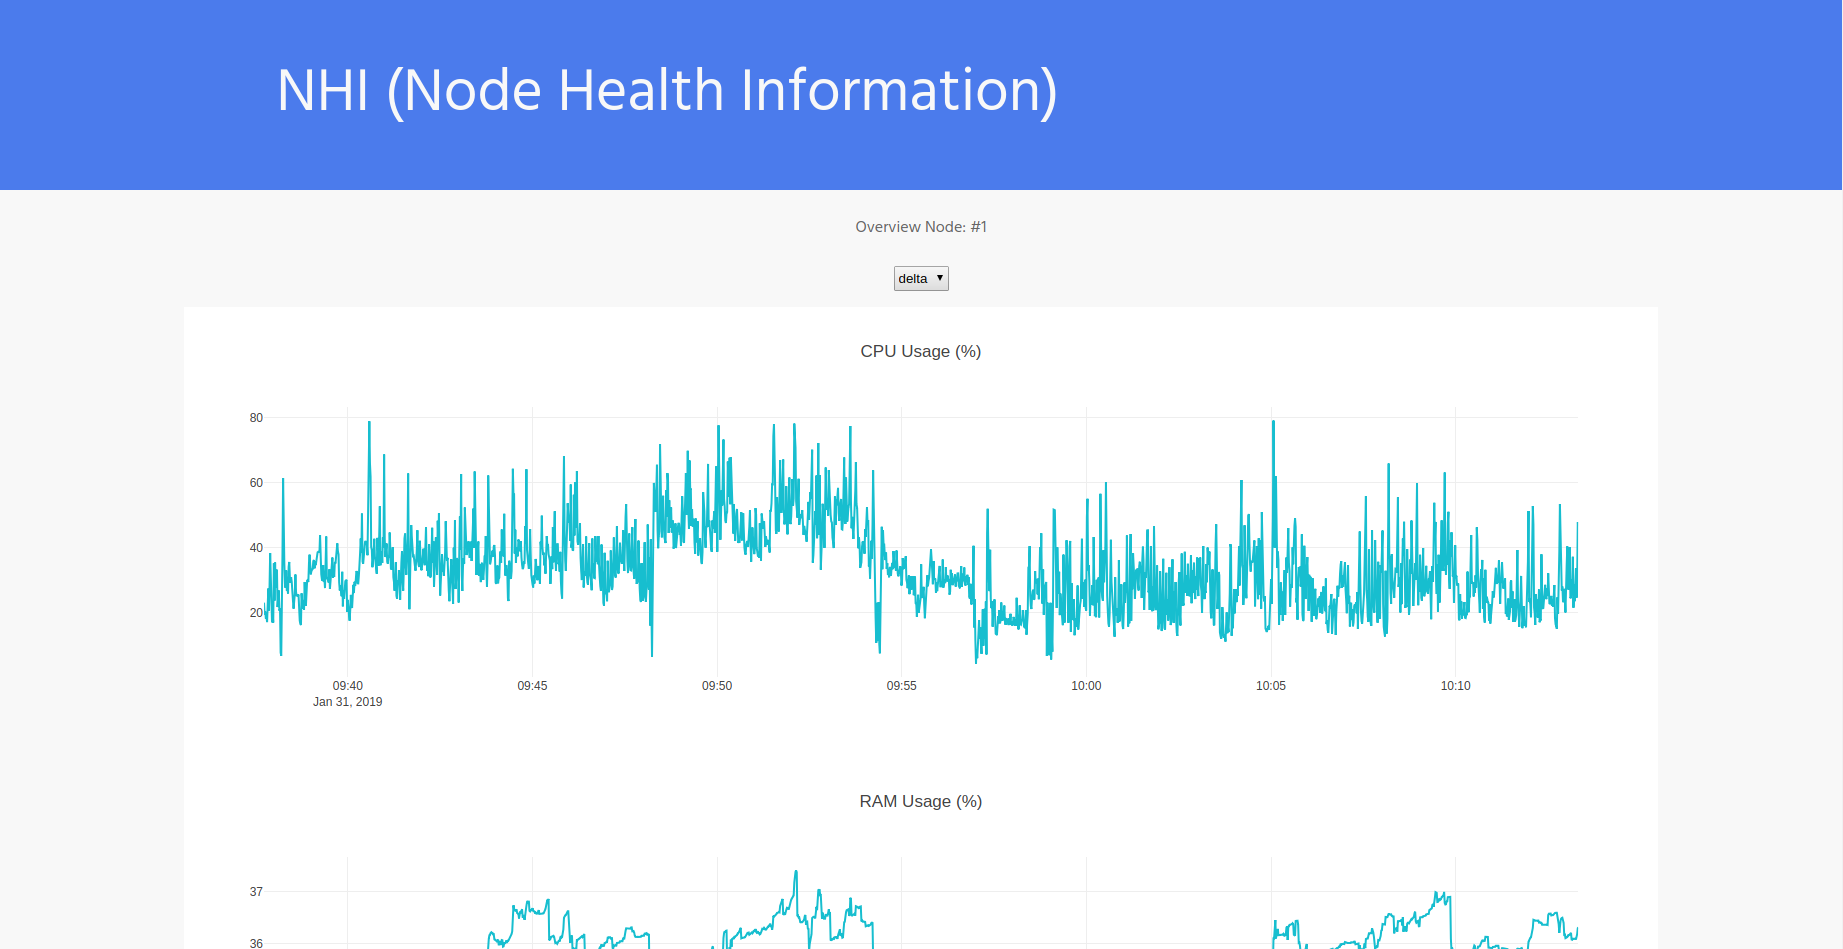 NHI (Node Health Information)
Overview Node: #1
delta
CPU Usage (%)
80
60
40
20
09:40 09:45 09:50 09:55 10:00 10:05 10:10
Jan 31, 2019
RAM Usage (%)
37
36